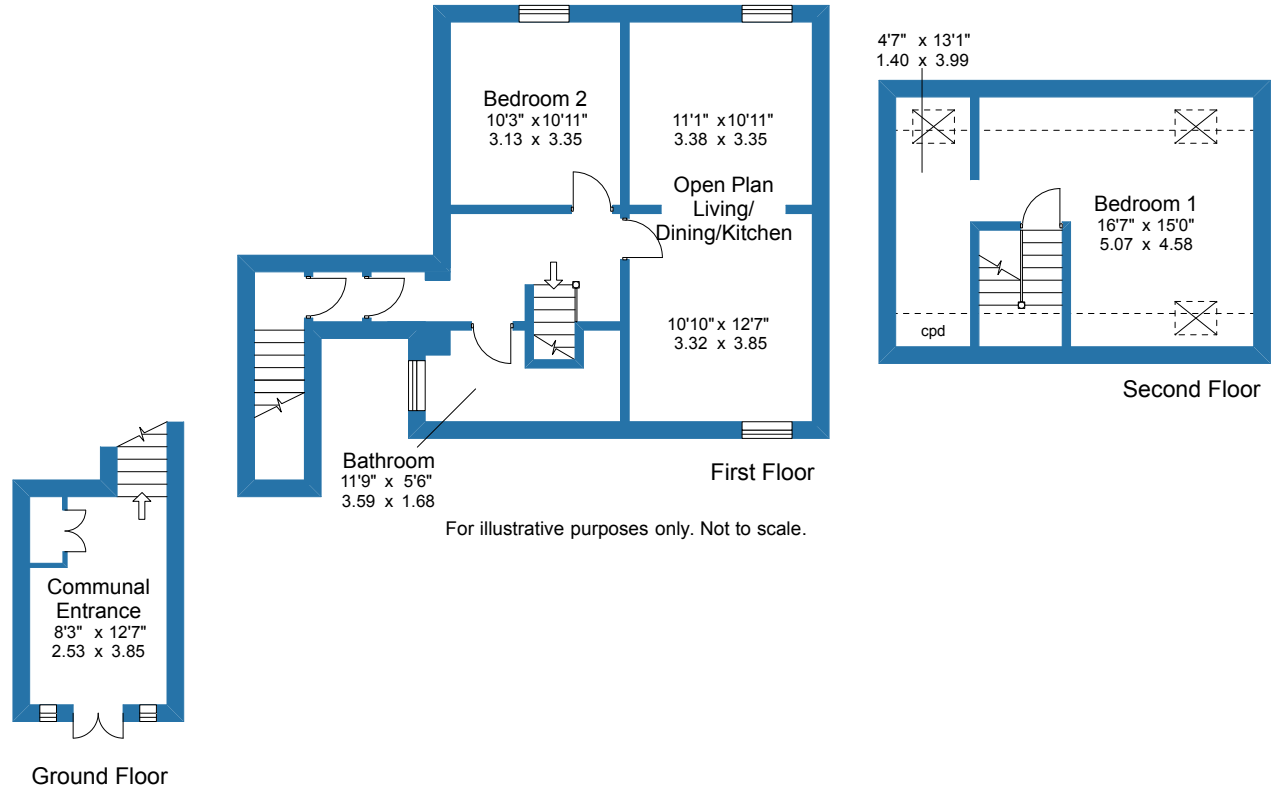 Bedroom 2
10'3" x10'11"
3.13 x 3.35
11'1" x10'11"
3.38 x 3.35
Open Plan
Living/
Dining/Kitchen
10'10" x 12'7"
3.32 x 3.85
Bathroom
11'9" x 5'6"
3.59 x 1.68
First Floor
4'7" x 13'1"
1.40 x 3.99
Bedroom 1
16'7" x 15'0"
5.07 x 4.58
cpd
Second Floor
For illustrative purposes only. Not to scale.
Communal
Entrance
8'3" x 12'7"
2.53 x 3.85
Ground Floor